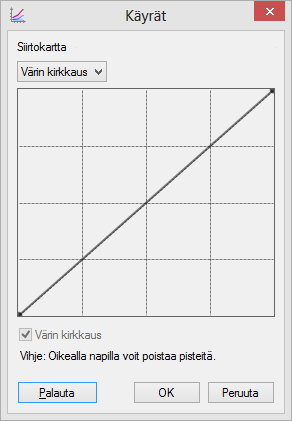 Käyrät
Siirtokartta
Värin kirkkaus
Värin kirkkaus
Vihje: Oikealla napilla voit poistaa pisteitä.
Palauta OK Peruuta